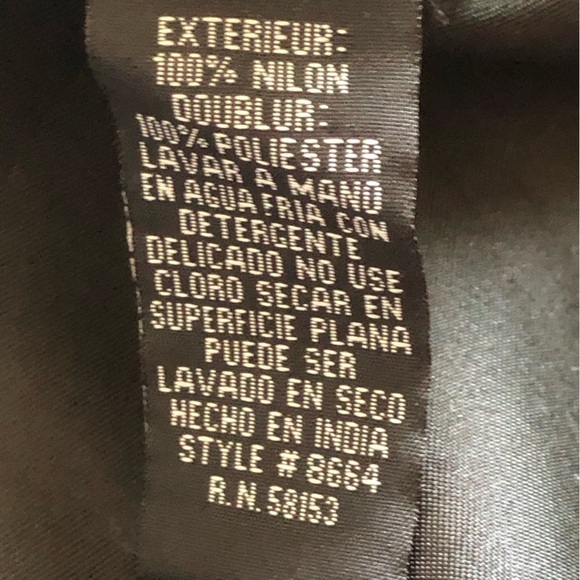 EXTERIEUR:
100% NILON
DOUBLUR:
100% POLIESTER
LAVAR A MANO
EN AGUA FRIA CON
DETERGENTE
DELICADO NO USE
CLORO SECAR EN
SUPERFICIE PLANA
PUEDE SER
LAVADO EN SECO
HECHO EN INDIA
STYLE # 8664
R.N. 58153